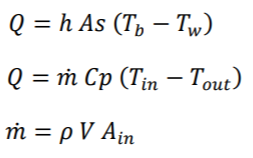 Q = h As (T_b − T_w)
Q = ṁ Cp (T_in − T_out)
ṁ = ρ V A_in